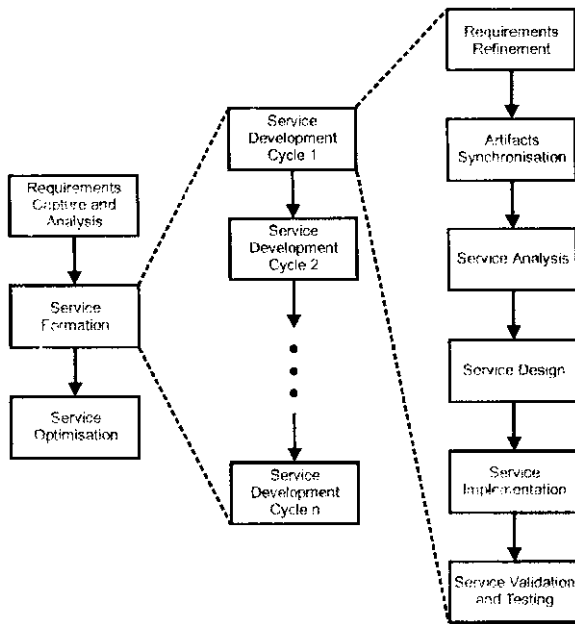 Requirements
Capture and
Analysis
Service
Formation
Service
Optimisation
Service
Development
Cycle 1
Service
Development
Cycle 2
Service
Development
Cycle n
Requirements
Refinement
Artifacts
Synchronisation
Service Analysis
Service Design
Service
Implementation
Service Validation
and Testing